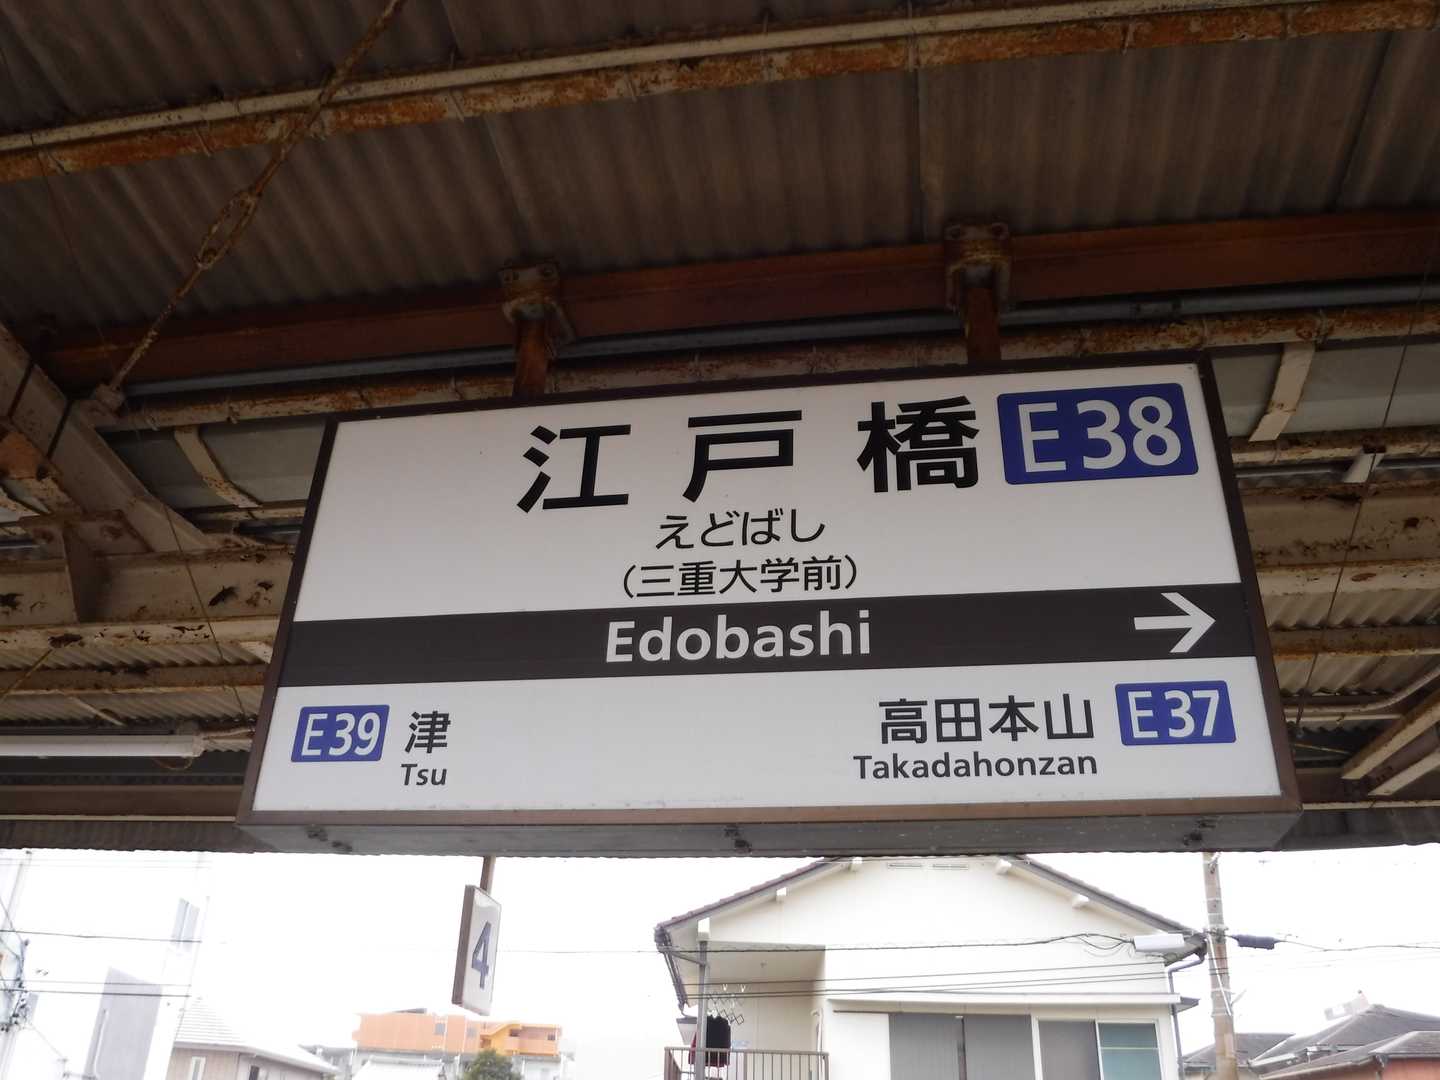 江戸橋 E38
えどばし
(三重大学前)
Edobashi →
E39 津
Tsu
高田本山 E37
Takadahonzan
4